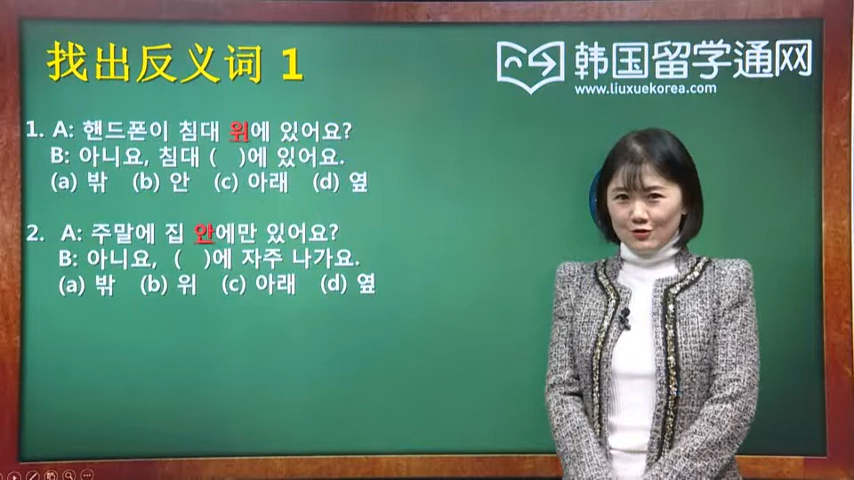 找出反义词 1
韩国留学通网
www.liuxuekorea.com
1. A: 핸드폰이 침대 위에 있어요?
B: 아니요, 침대 ( )에 있어요.
(a) 밖 (b) 안 (c) 아래 (d) 옆
2. A: 주말에 집 안에만 있어요?
B: 아니요, ( )에 자주 나가요.
(a) 밖 (b) 위 (c) 아래 (d) 옆